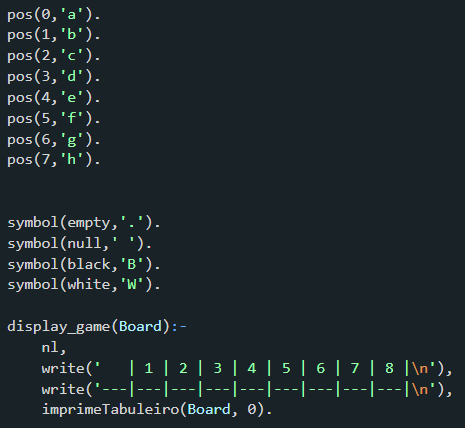 pos(0,'a').
pos(1,'b').
pos(2,'c').
pos(3,'d').
pos(4,'e').
pos(5,'f').
pos(6,'g').
pos(7,'h').
symbol(empty,'.').
symbol(null,' ').
symbol(black,'B').
symbol(white,'W').
display_game(Board):-
    nl,
    write('   | 1 | 2 | 3 | 4 | 5 | 6 | 7 | 8 |\n'),
    write('---|---|---|---|---|---|---|---|---|\n'),
    imprimeTabuleiro(Board, 0).